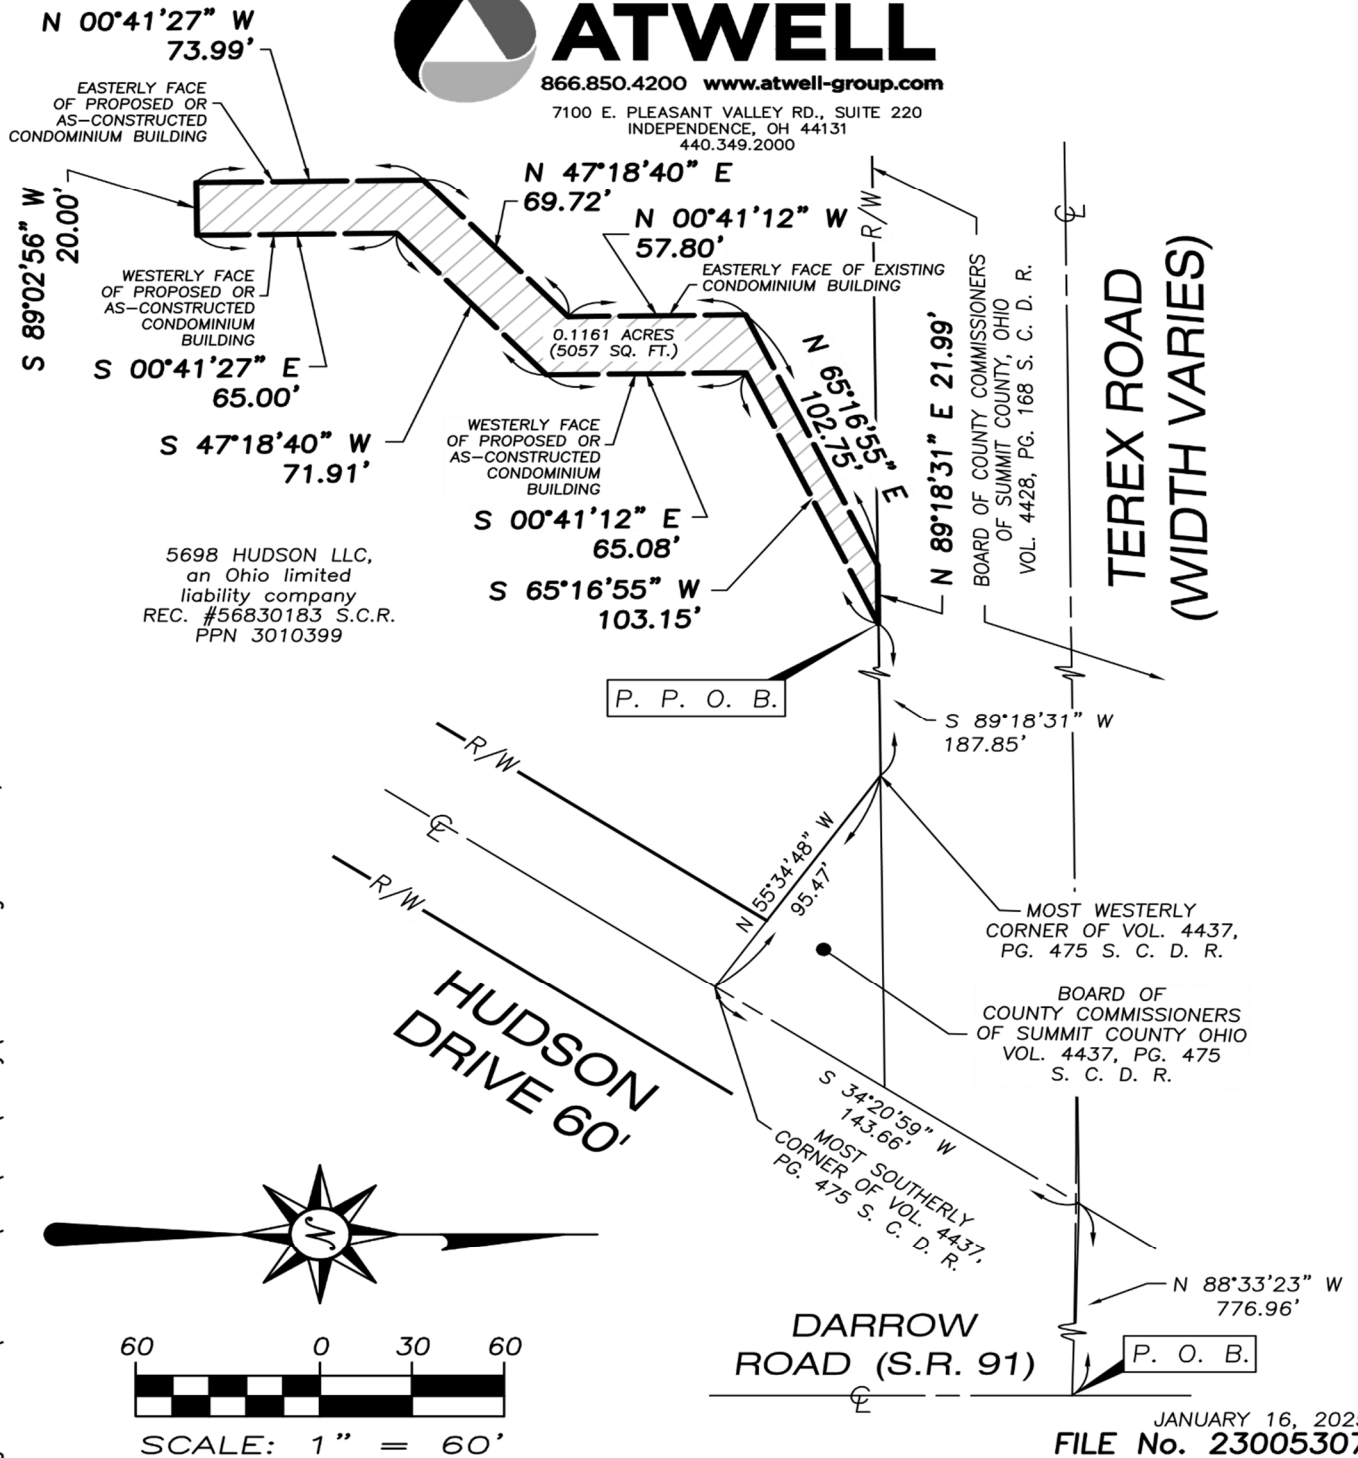 N 00°41'27" W
73.99'
ATWELL
866.850.4200 www.atwell-group.com
7100 E. PLEASANT VALLEY RD., SUITE 220
INDEPENDENCE, OH 44131
440.349.2000
EASTERLY FACE
OF PROPOSED OR
AS-CONSTRUCTED
CONDOMINIUM BUILDING
S 89°02'56" W
20.00'
N 47°18'40" E
69.72'
N 00°41'12" W
57.80'
EASTERLY FACE OF EXISTING
CONDOMINIUM BUILDING
R/W
℄
WESTERLY FACE
OF PROPOSED OR
AS-CONSTRUCTED
CONDOMINIUM
BUILDING
S 00°41'27" E
65.00'
0.1161 ACRES
(5057 SQ. FT.)
N 65°16'55" E
102.75'
N 89°18'31" E 21.99'
BOARD OF COUNTY COMMISSIONERS
OF SUMMIT COUNTY, OHIO
VOL. 4428, PG. 168 S. C. D. R.
TEREX ROAD
(WIDTH VARIES)
S 47°18'40" W
71.91'
WESTERLY FACE
OF PROPOSED OR
AS-CONSTRUCTED
CONDOMINIUM
BUILDING
S 00°41'12" E
65.08'
S 65°16'55" W
103.15'
5698 HUDSON LLC,
an Ohio limited
liability company
REC. #56830183 S.C.R.
PPN 3010399
P. P. O. B.
S 89°18'31" W
187.85'
R/W
℄
R/W
N 55°34'48" W
95.47'
MOST WESTERLY
CORNER OF VOL. 4437,
PG. 475 S. C. D. R.
BOARD OF
COUNTY COMMISSIONERS
OF SUMMIT COUNTY OHIO
VOL. 4437, PG. 475
S. C. D. R.
HUDSON
DRIVE 60'
S 34°20'59" W
143.66'
MOST SOUTHERLY
CORNER OF VOL. 4437,
PG. 475 S. C. D. R.
N
N 88°33'23" W
776.96'
DARROW
ROAD (S.R. 91)
℄
P. O. B.
60 0 30 60
SCALE: 1" = 60'
JANUARY 16, 202
FILE No. 23005307